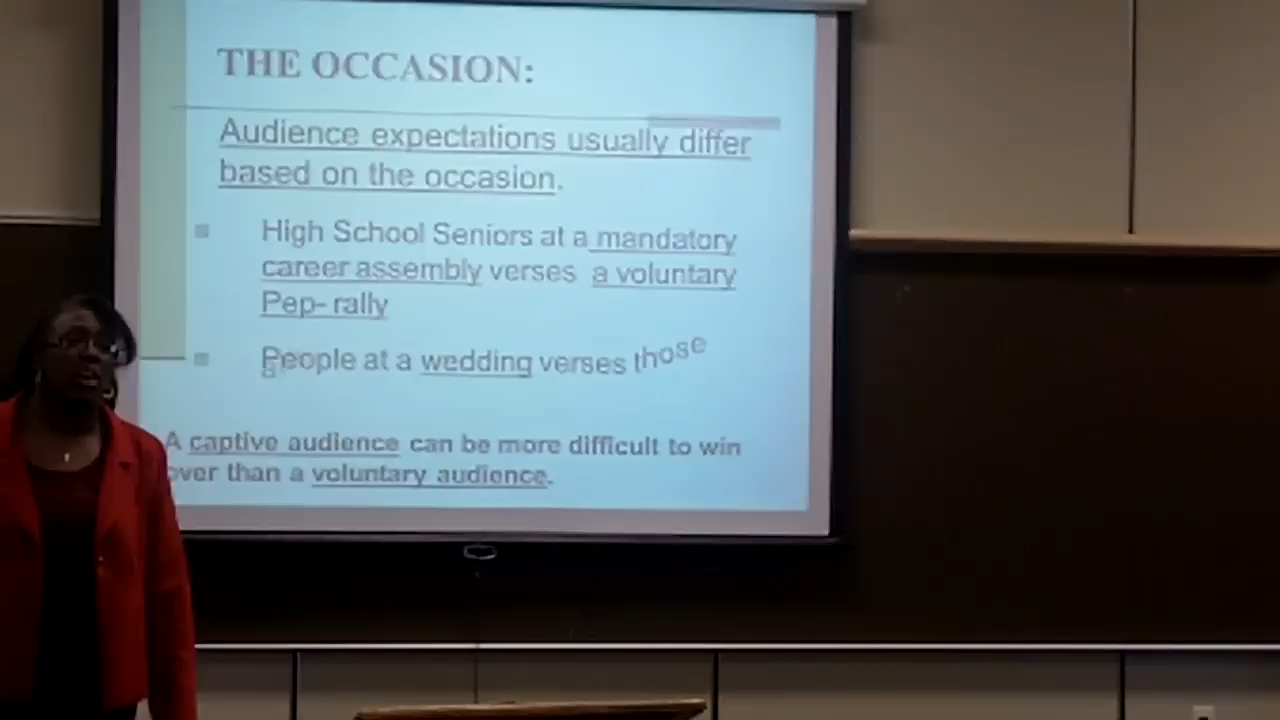 THE OCCASION:
Audience expectations usually differ
based on the occasion.
High School Seniors at a mandatory
career assembly verses a voluntary
Pep- rally
People at a wedding verses those
A captive audience can be more difficult to win
over than a voluntary audience.